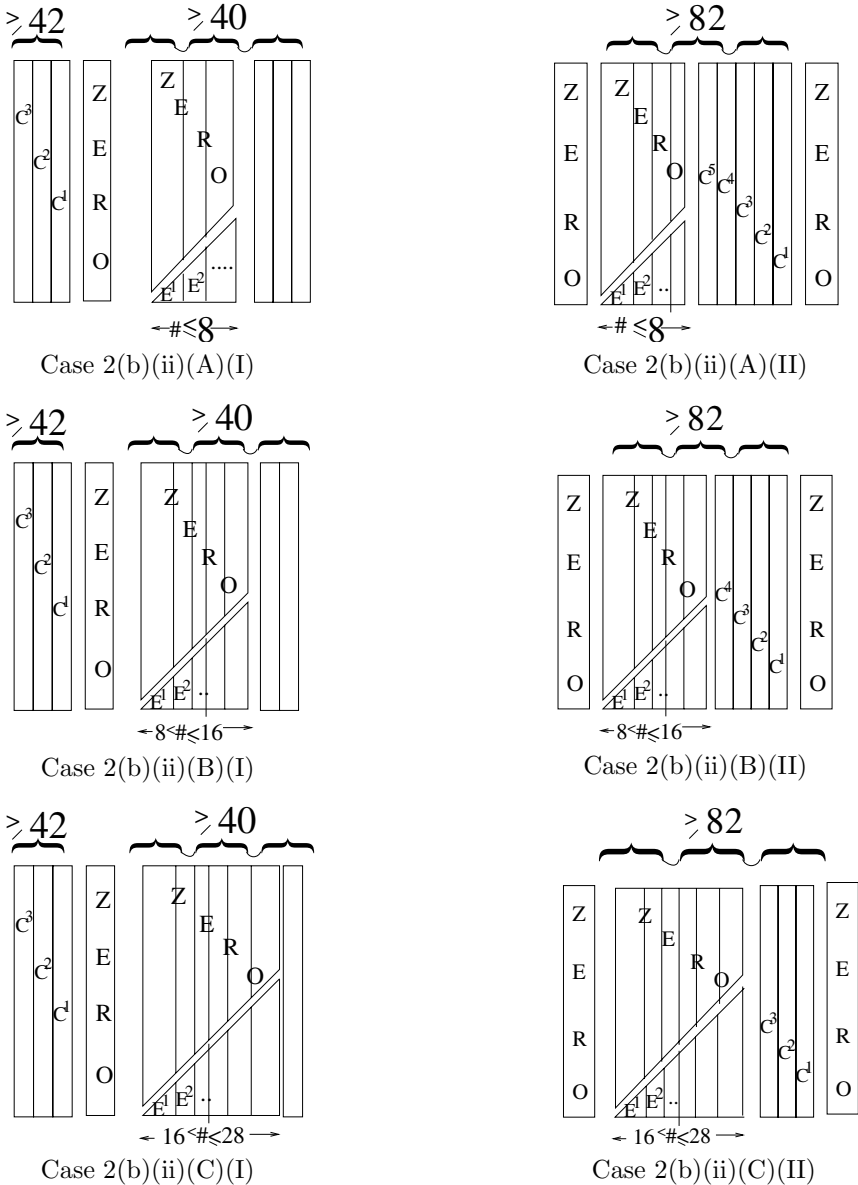 ⩾ 42 ⩾ 40
Z E R O
Z E R O
C³ C² C¹
E¹ E² ....
# ⩽ 8
Case 2(b)(ii)(A)(I)
⩾ 82
Z E R O
Z E R O
Z E R O
C⁵ C⁴ C³ C² C¹
E¹ E² ..
# ⩽ 8
Case 2(b)(ii)(A)(II)
⩾ 42 ⩾ 40
Z E R O
Z E R O
C³ C² C¹
E¹ E² ..
8 < # ⩽ 16
Case 2(b)(ii)(B)(I)
⩾ 82
Z E R O
Z E R O
Z E R O
C⁴ C³ C² C¹
E¹ E² ..
8 < # ⩽ 16
Case 2(b)(ii)(B)(II)
⩾ 42 ⩾ 40
Z E R O
Z E R O
C³ C² C¹
E¹ E² ..
16 < # ⩽ 28
Case 2(b)(ii)(C)(I)
⩾ 82
Z E R O
Z E R O
Z E R O
C³ C² C¹
E¹ E² ..
16 < # ⩽ 28
Case 2(b)(ii)(C)(II)